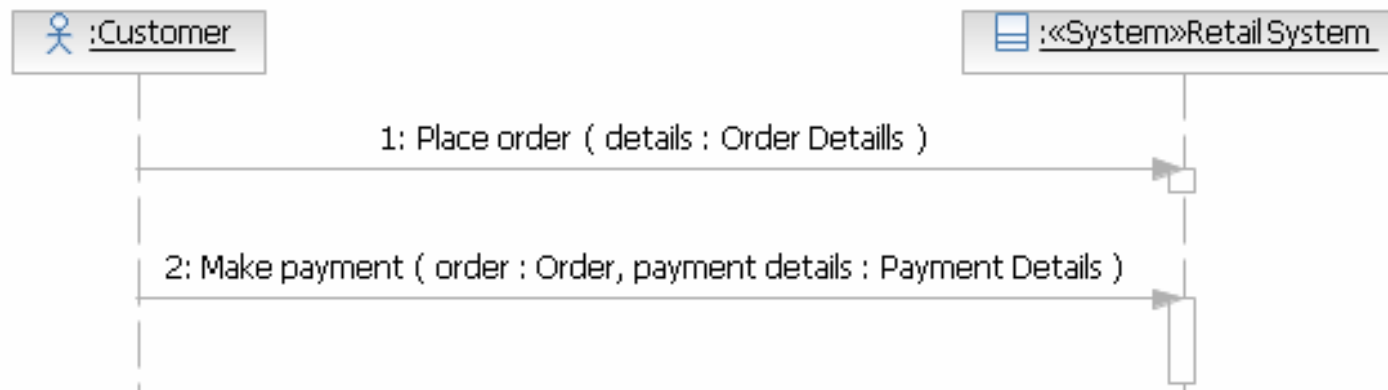 :Customer
:«System»Retail System
1: Place order ( details : Order Detaills )
2: Make payment ( order : Order, payment details : Payment Details )